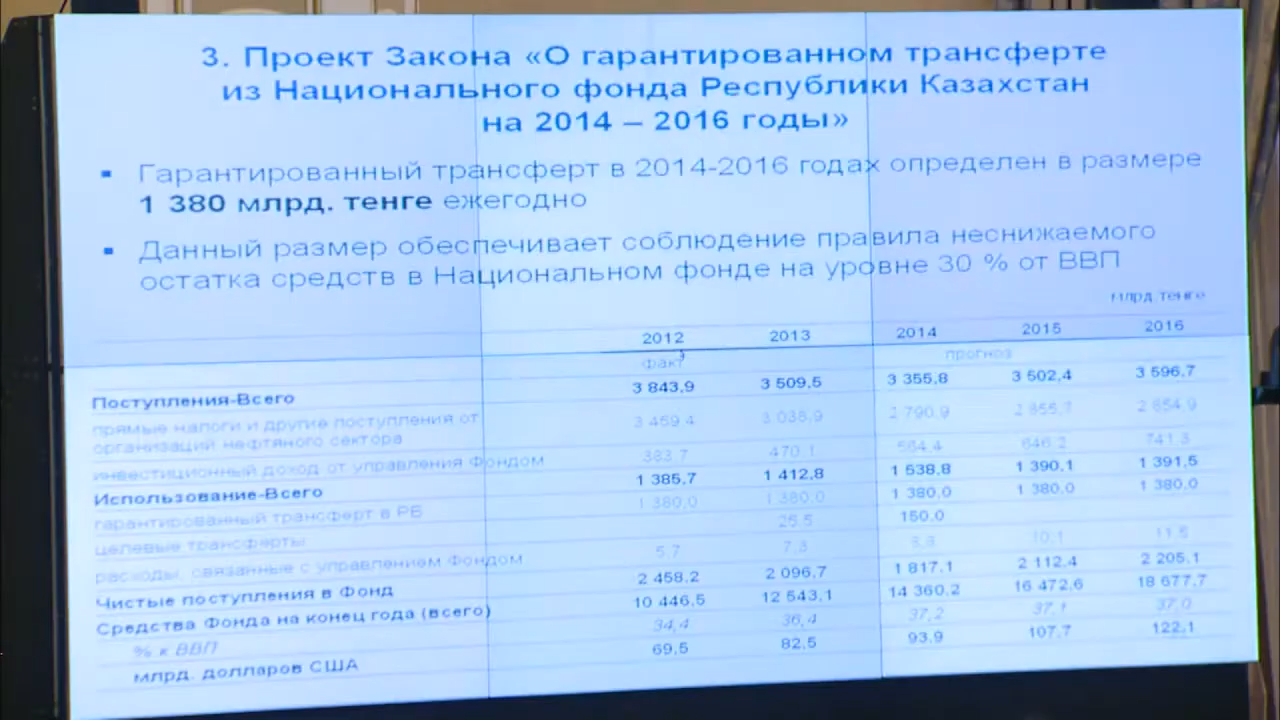 3. Проект Закона «О гарантированном трансферте
из Национального фонда Республики Казахстан
на 2014 – 2016 годы»
▪ Гарантированный трансферт в 2014-2016 годах определен в размере
1 380 млрд. тенге ежегодно
▪ Данный размер обеспечивает соблюдение правила неснижаемого
остатка средств в Национальном фонде на уровне 30 % от ВВП
млрд.тенге
2012 2013 2014 2015 2016
факт прогноз
Поступления-Всего 3 843,9 3 509,5 3 355,8 3 502,4 3 596,7
прямые налоги и другие поступления от
организаций нефтяного сектора 3 459,4 3 038,9 2 790,9 2 855,7 2 854,9
инвестиционный доход от управления Фондом 383,7 470,1 564,4 646,2 741,3
Использование-Всего 1 385,7 1 412,8 1 538,8 1 390,1 1 391,5
гарантированный трансферт в РБ 1 380,0 1 380,0 1 380,0 1 380,0 1 380,0
целевые трансферты 25,5 150,0
расходы, связанные с управлением Фондом 5,7 7,3 8,8 10,1 11,5
Чистые поступления в Фонд 2 458,2 2 096,7 1 817,1 2 112,4 2 205,1
Средства Фонда на конец года (всего) 10 446,5 12 543,1 14 360,2 16 472,6 18 677,7
% к ВВП 34,4 36,4 37,2 37,1 37,0
млрд. долларов США 69,5 82,5 93,9 107,7 122,1